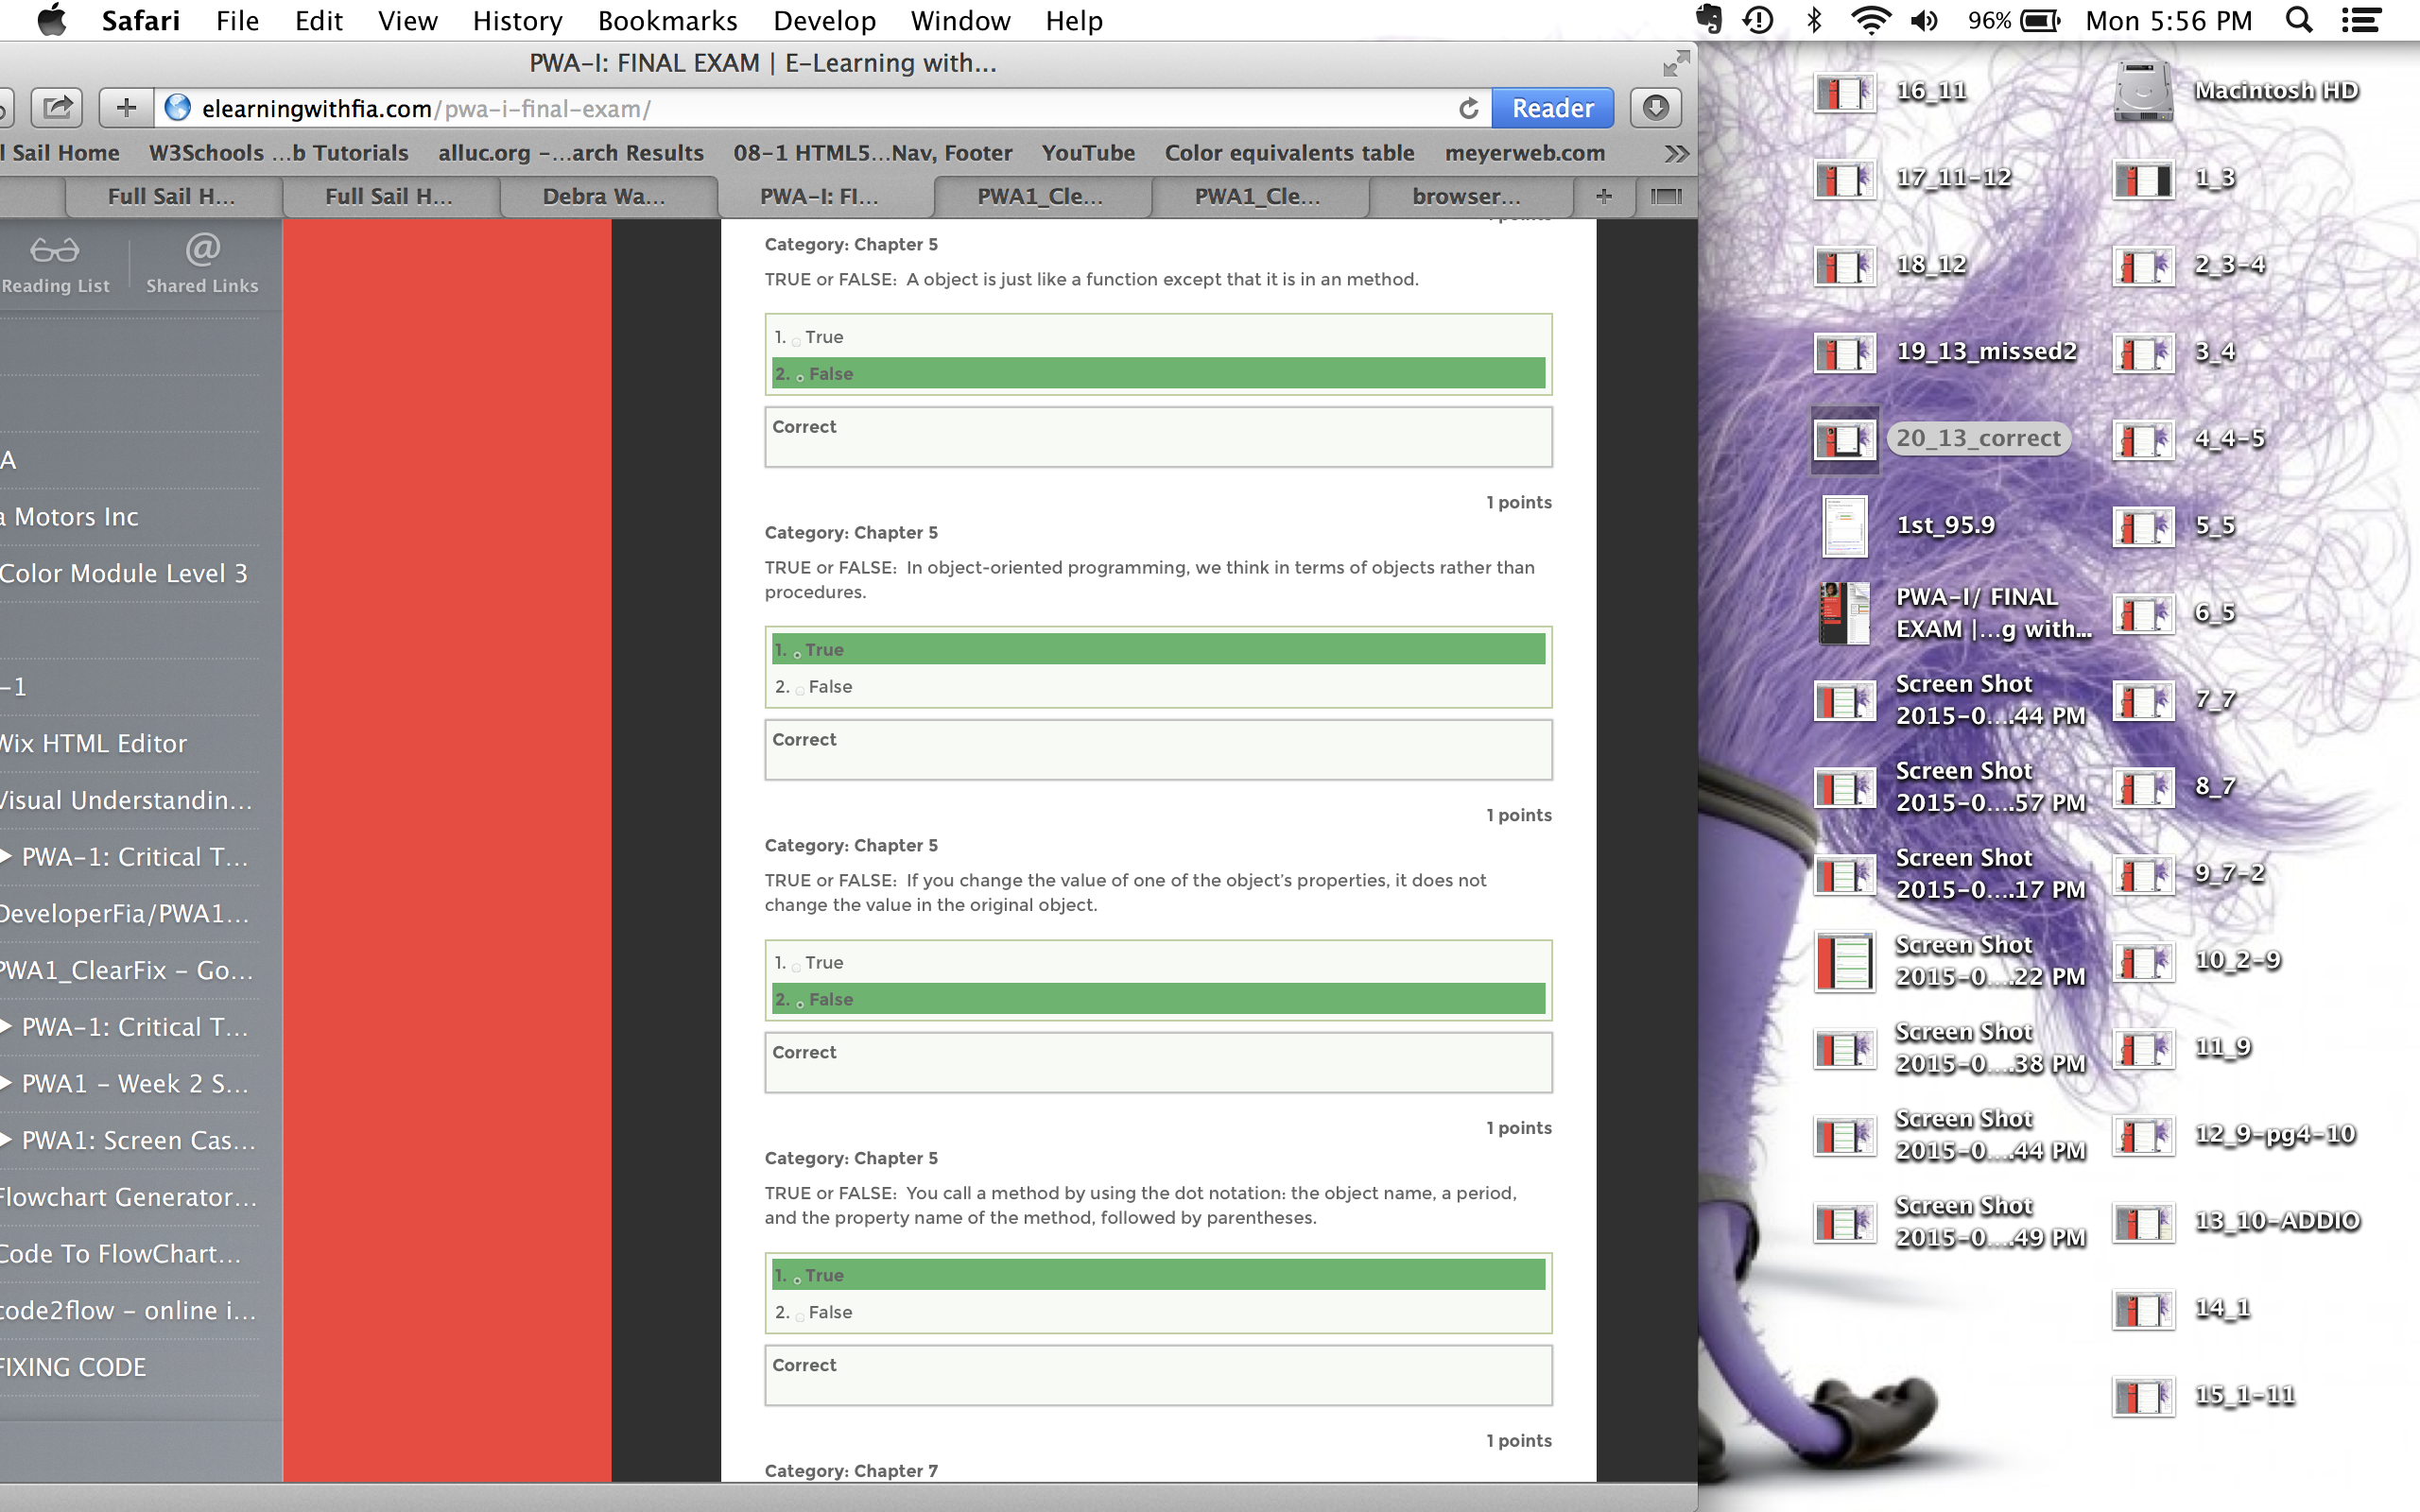 Safari File Edit View History Bookmarks Develop Window Help 96% Mon 5:56 PM
PWA-I: FINAL EXAM | E-Learning with...
elearningwithfia.com/pwa-i-final-exam/ Reader
l Sail Home W3Schools ...b Tutorials alluc.org -...arch Results 08-1 HTML5...Nav, Footer YouTube Color equivalents table meyerweb.com
Full Sail H... Full Sail H... Debra Wa... PWA-I: FI... PWA1_Cle... PWA1_Cle... browser...
Reading List Shared Links
A
a Motors Inc
Color Module Level 3
-1
Wix HTML Editor
Visual Understandin...
PWA-1: Critical T...
DeveloperFia/PWA1...
PWA1_ClearFix - Go...
PWA-1: Critical T...
PWA1 - Week 2 S...
PWA1: Screen Cas...
Flowchart Generator...
Code To FlowChart...
code2flow - online i...
FIXING CODE
Category: Chapter 5
TRUE or FALSE: A object is just like a function except that it is in an method.
1. True
2. False
Correct
1 points
Category: Chapter 5
TRUE or FALSE: In object-oriented programming, we think in terms of objects rather than
procedures.
1. True
2. False
Correct
1 points
Category: Chapter 5
TRUE or FALSE: If you change the value of one of the object's properties, it does not
change the value in the original object.
1. True
2. False
Correct
1 points
Category: Chapter 5
TRUE or FALSE: You call a method by using the dot notation: the object name, a period,
and the property name of the method, followed by parentheses.
1. True
2. False
Correct
1 points
Category: Chapter 7
16_11
17_11-12
18_12
19_13_missed2
20_13_correct
1st_95.9
PWA-I/ FINAL
EXAM |...g with...
Screen Shot
2015-0....44 PM
Screen Shot
2015-0....57 PM
Screen Shot
2015-0....17 PM
Screen Shot
2015-0....22 PM
Screen Shot
2015-0....38 PM
Screen Shot
2015-0....44 PM
Screen Shot
2015-0....49 PM
Macintosh HD
1_3
2_3-4
3_4
4_4-5
5_5
6_5
7_7
8_7
9_7-2
10_2-9
11_9
12_9-pg4-10
13_10-ADDIO
14_1
15_1-11